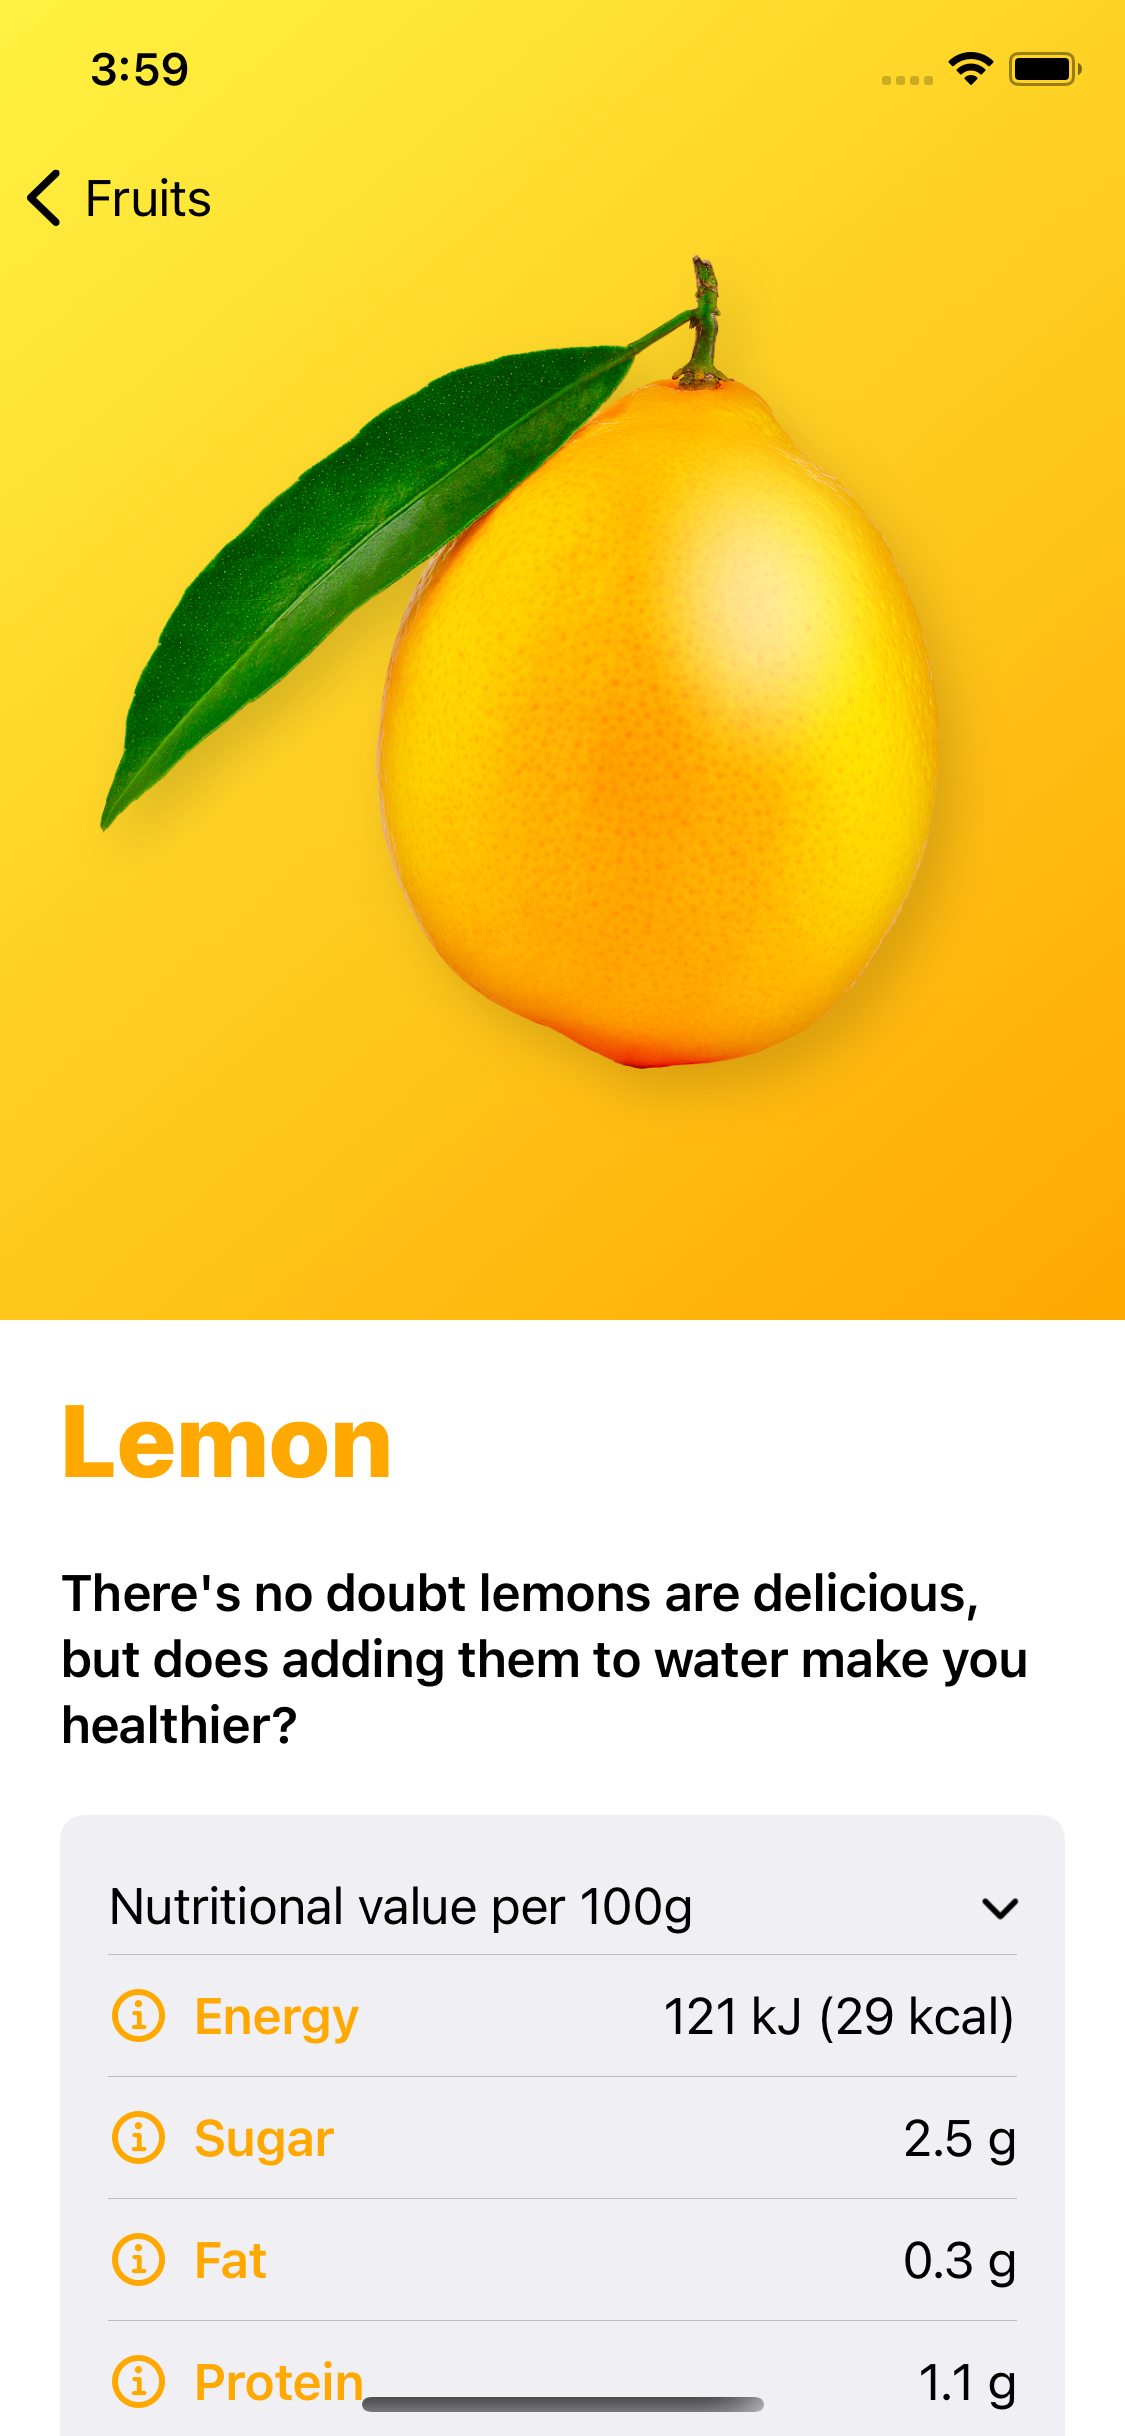 3:59
Fruits
Lemon
There's no doubt lemons are delicious,
but does adding them to water make you
healthier?
Nutritional value per 100g
Energy 121 kJ (29 kcal)
Sugar 2.5 g
Fat 0.3 g
Protein 1.1 g